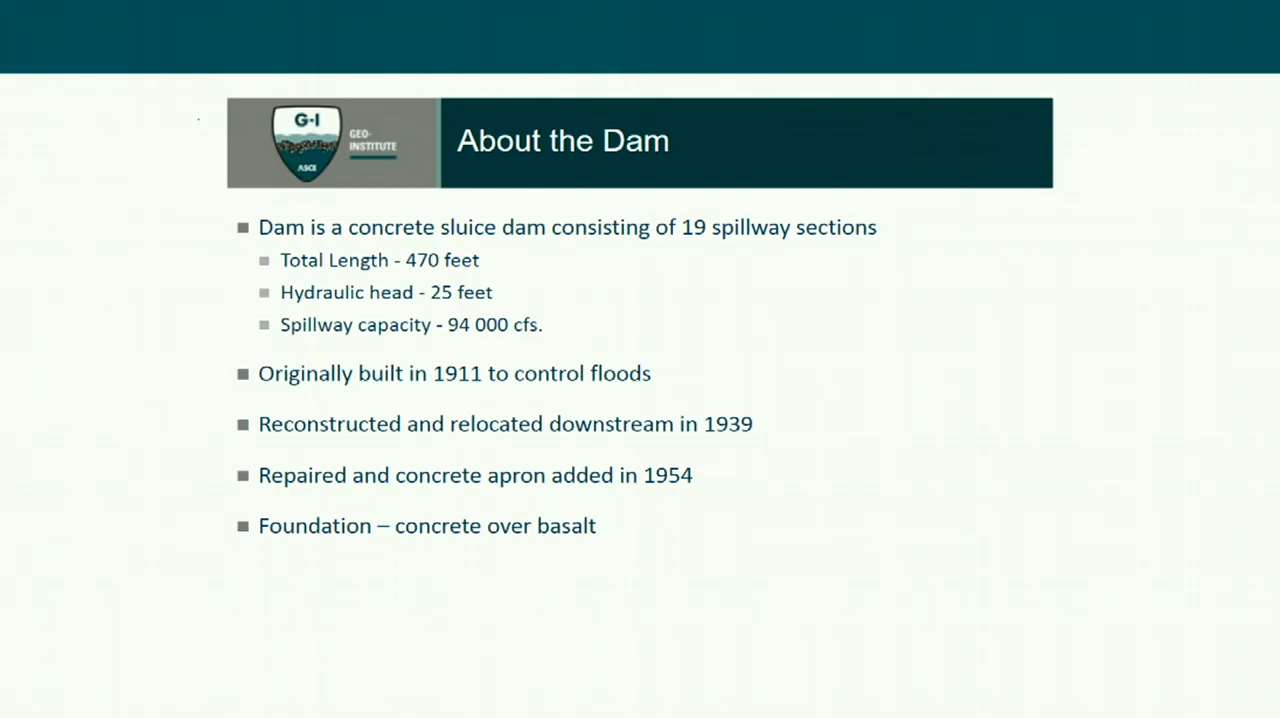 G-I
GEO-
INSTITUTE
ASCE
About the Dam
Dam is a concrete sluice dam consisting of 19 spillway sections
Total Length - 470 feet
Hydraulic head - 25 feet
Spillway capacity - 94 000 cfs.
Originally built in 1911 to control floods
Reconstructed and relocated downstream in 1939
Repaired and concrete apron added in 1954
Foundation – concrete over basalt